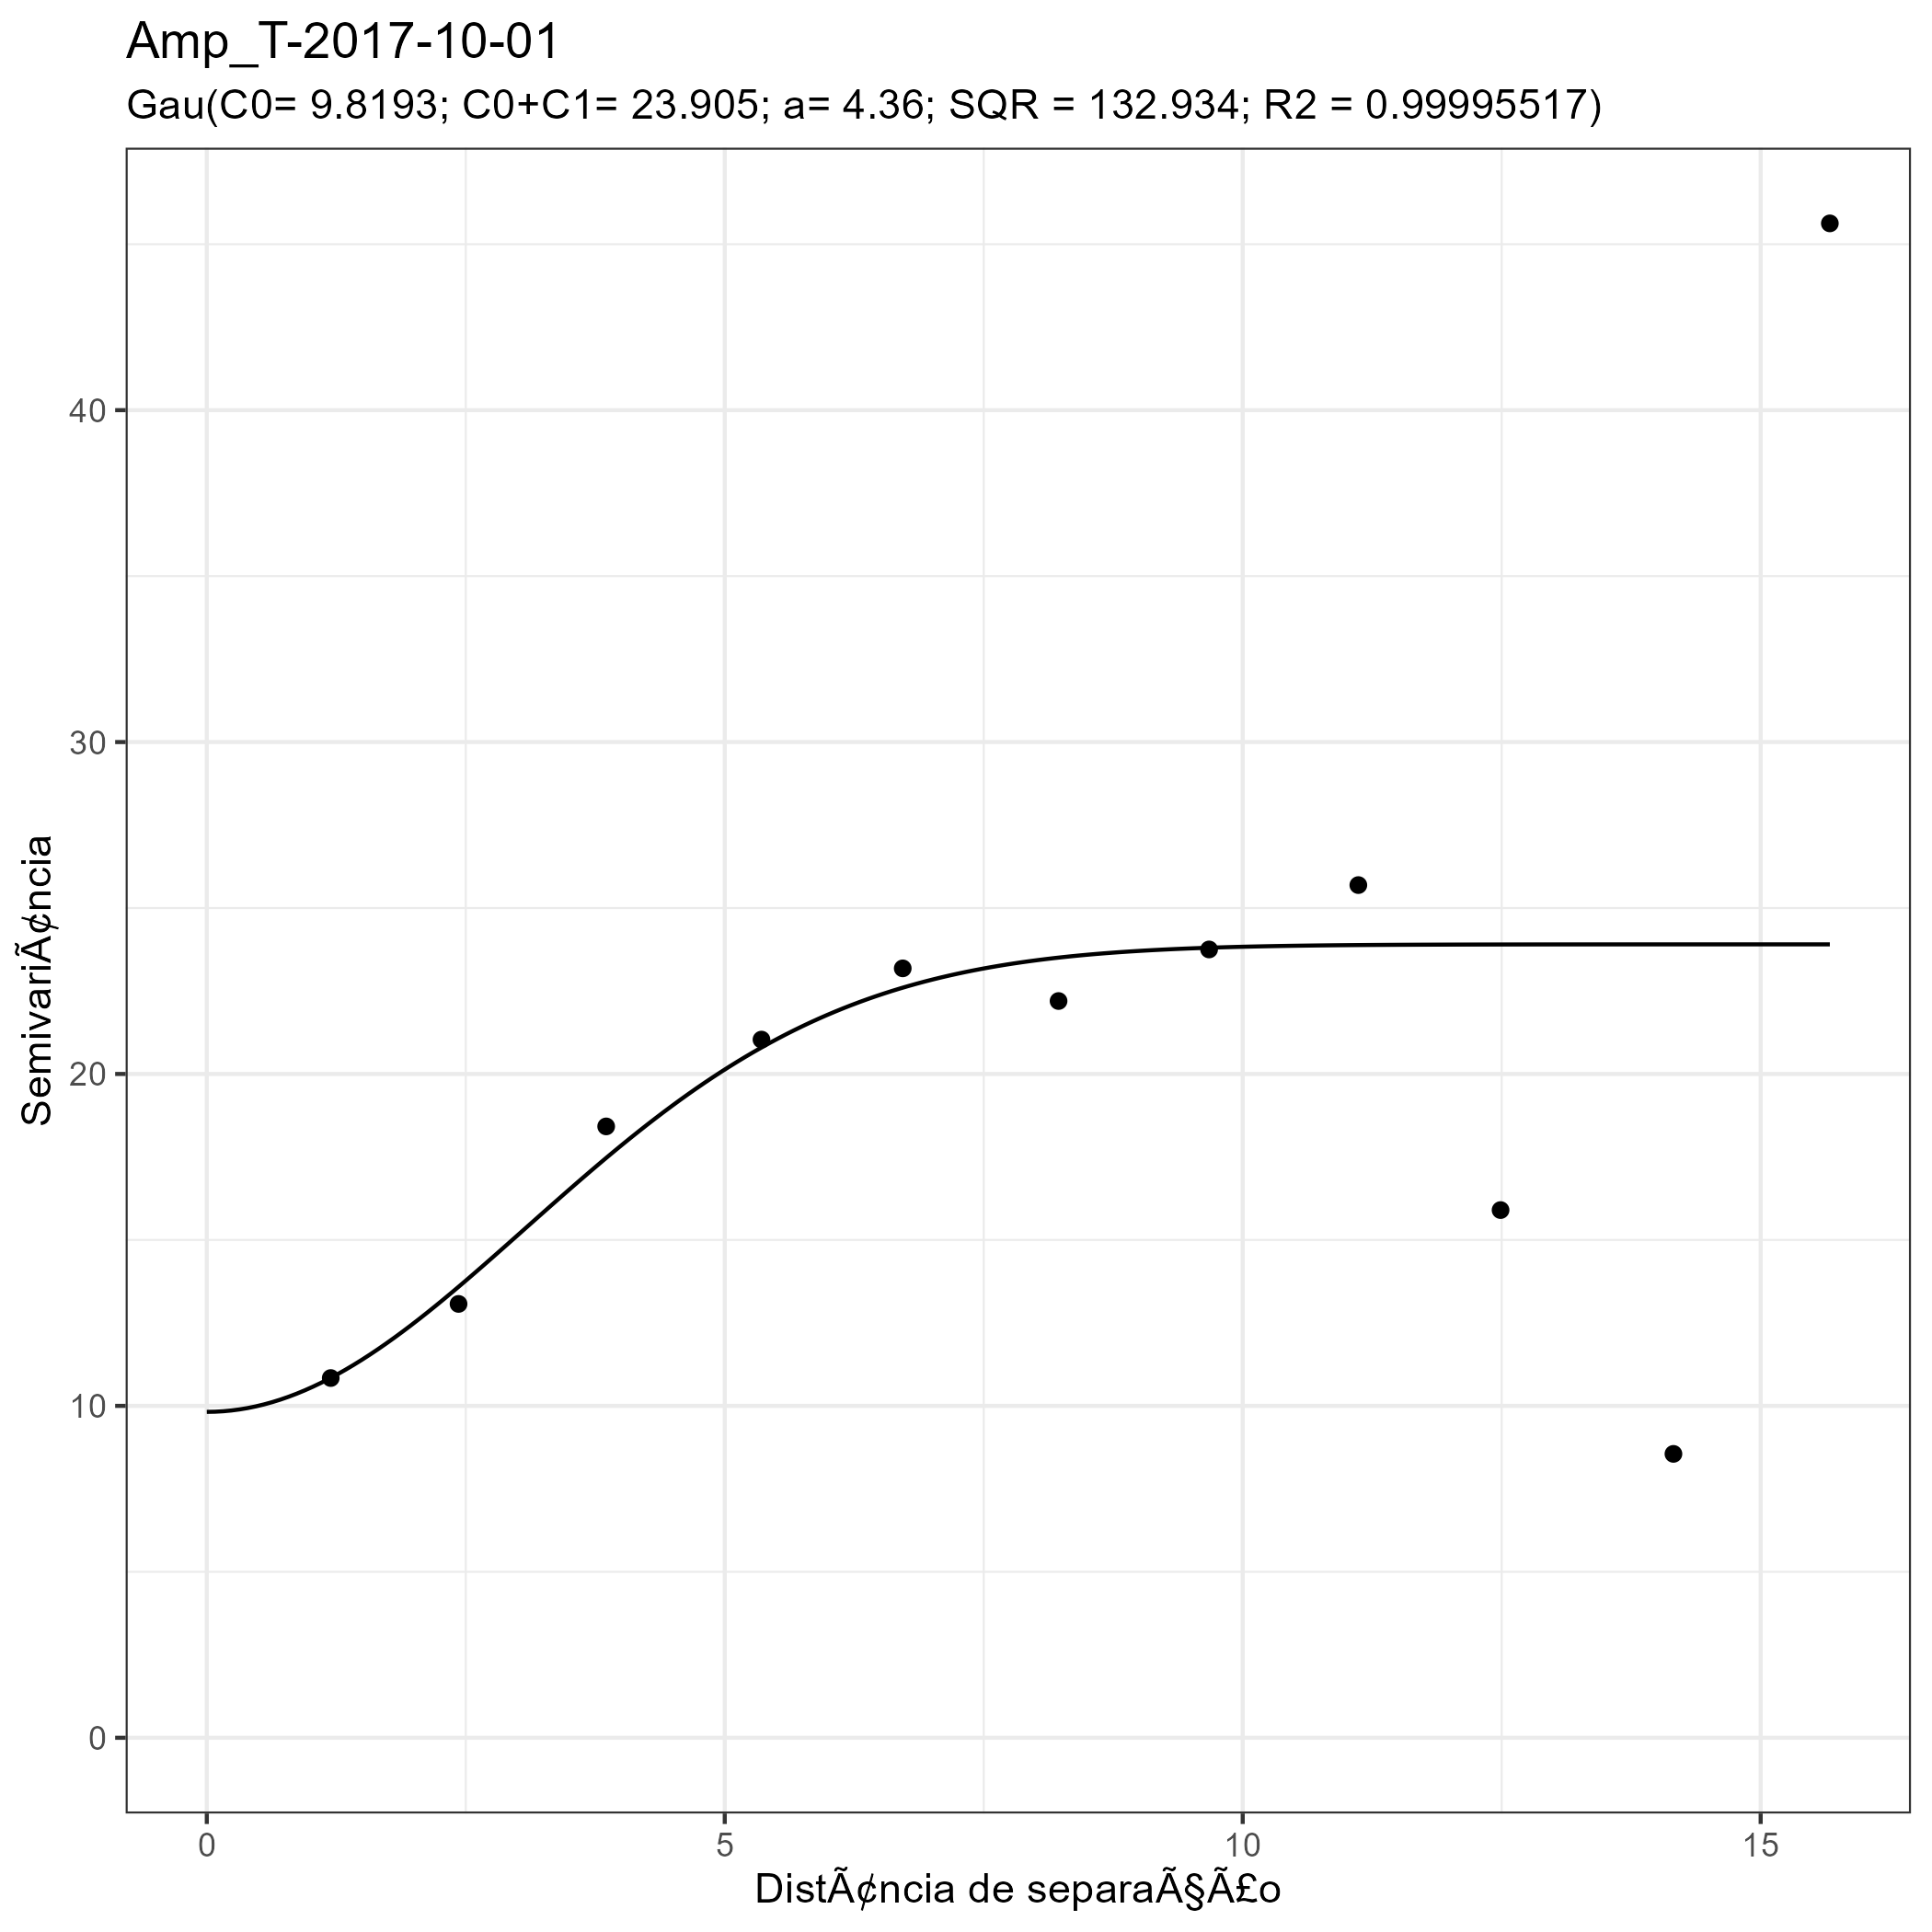 Amp_T-2017-10-01
Gau(C0= 9.8193; C0+C1= 23.905; a= 4.36; SQR = 132.934; R2 = 0.99995517)
SemivariÃ¢ncia
40
30
20
10
0
0 5 10 15
DistÃ¢ncia de separaÃ§Ã£o